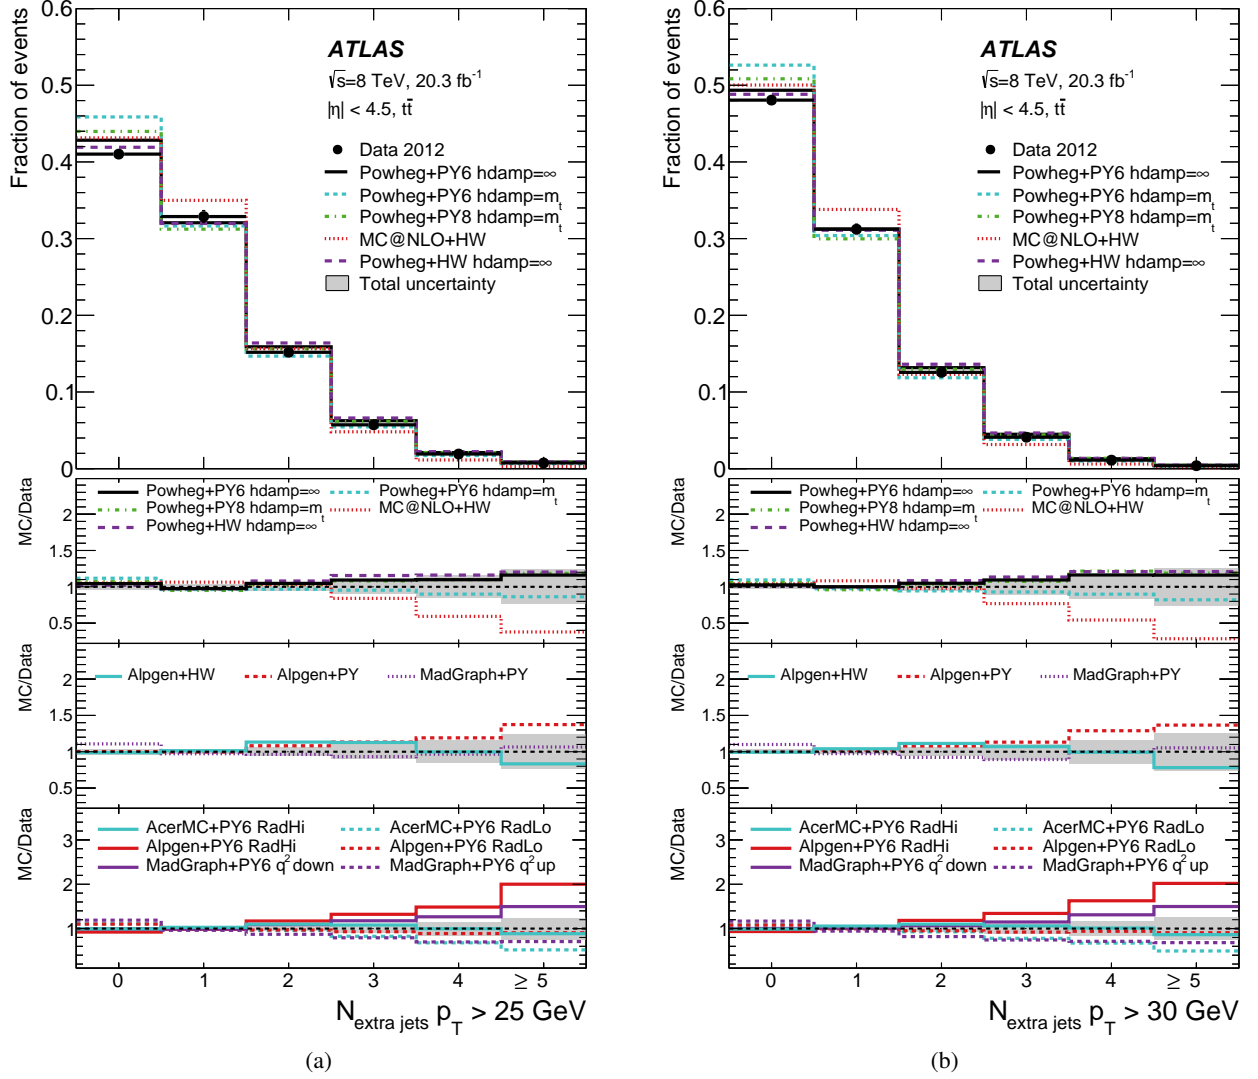 Fraction of events
0.6
0.5
0.4
0.3
0.2
0.1
0
ATLAS
√s=8 TeV, 20.3 fb⁻¹
|η| < 4.5, tt̄
Data 2012
Powheg+PY6 hdamp=∞
Powheg+PY6 hdamp=mₜ
Powheg+PY8 hdamp=mₜ
MC@NLO+HW
Powheg+HW hdamp=∞
Total uncertainty
MC/Data
2
1.5
1
0.5
Powheg+PY6 hdamp=∞ Powheg+PY6 hdamp=mₜ
Powheg+PY8 hdamp=mₜ MC@NLO+HW
Powheg+HW hdamp=∞
MC/Data
2
1.5
1
0.5
Alpgen+HW Alpgen+PY MadGraph+PY
MC/Data
3
2
1
AcerMC+PY6 RadHi AcerMC+PY6 RadLo
Alpgen+PY6 RadHi Alpgen+PY6 RadLo
MadGraph+PY6 q² down MadGraph+PY6 q² up
0 1 2 3 4 ≥ 5
N extra jets p T > 25 GeV
(a)
Fraction of events
0.6
0.5
0.4
0.3
0.2
0.1
0
ATLAS
√s=8 TeV, 20.3 fb⁻¹
|η| < 4.5, tt̄
Data 2012
Powheg+PY6 hdamp=∞
Powheg+PY6 hdamp=mₜ
Powheg+PY8 hdamp=mₜ
MC@NLO+HW
Powheg+HW hdamp=∞
Total uncertainty
MC/Data
2
1.5
1
0.5
Powheg+PY6 hdamp=∞ Powheg+PY6 hdamp=mₜ
Powheg+PY8 hdamp=mₜ MC@NLO+HW
Powheg+HW hdamp=∞
MC/Data
2
1.5
1
0.5
Alpgen+HW Alpgen+PY MadGraph+PY
MC/Data
3
2
1
AcerMC+PY6 RadHi AcerMC+PY6 RadLo
Alpgen+PY6 RadHi Alpgen+PY6 RadLo
MadGraph+PY6 q² down MadGraph+PY6 q² up
0 1 2 3 4 ≥ 5
N extra jets p T > 30 GeV
(b)